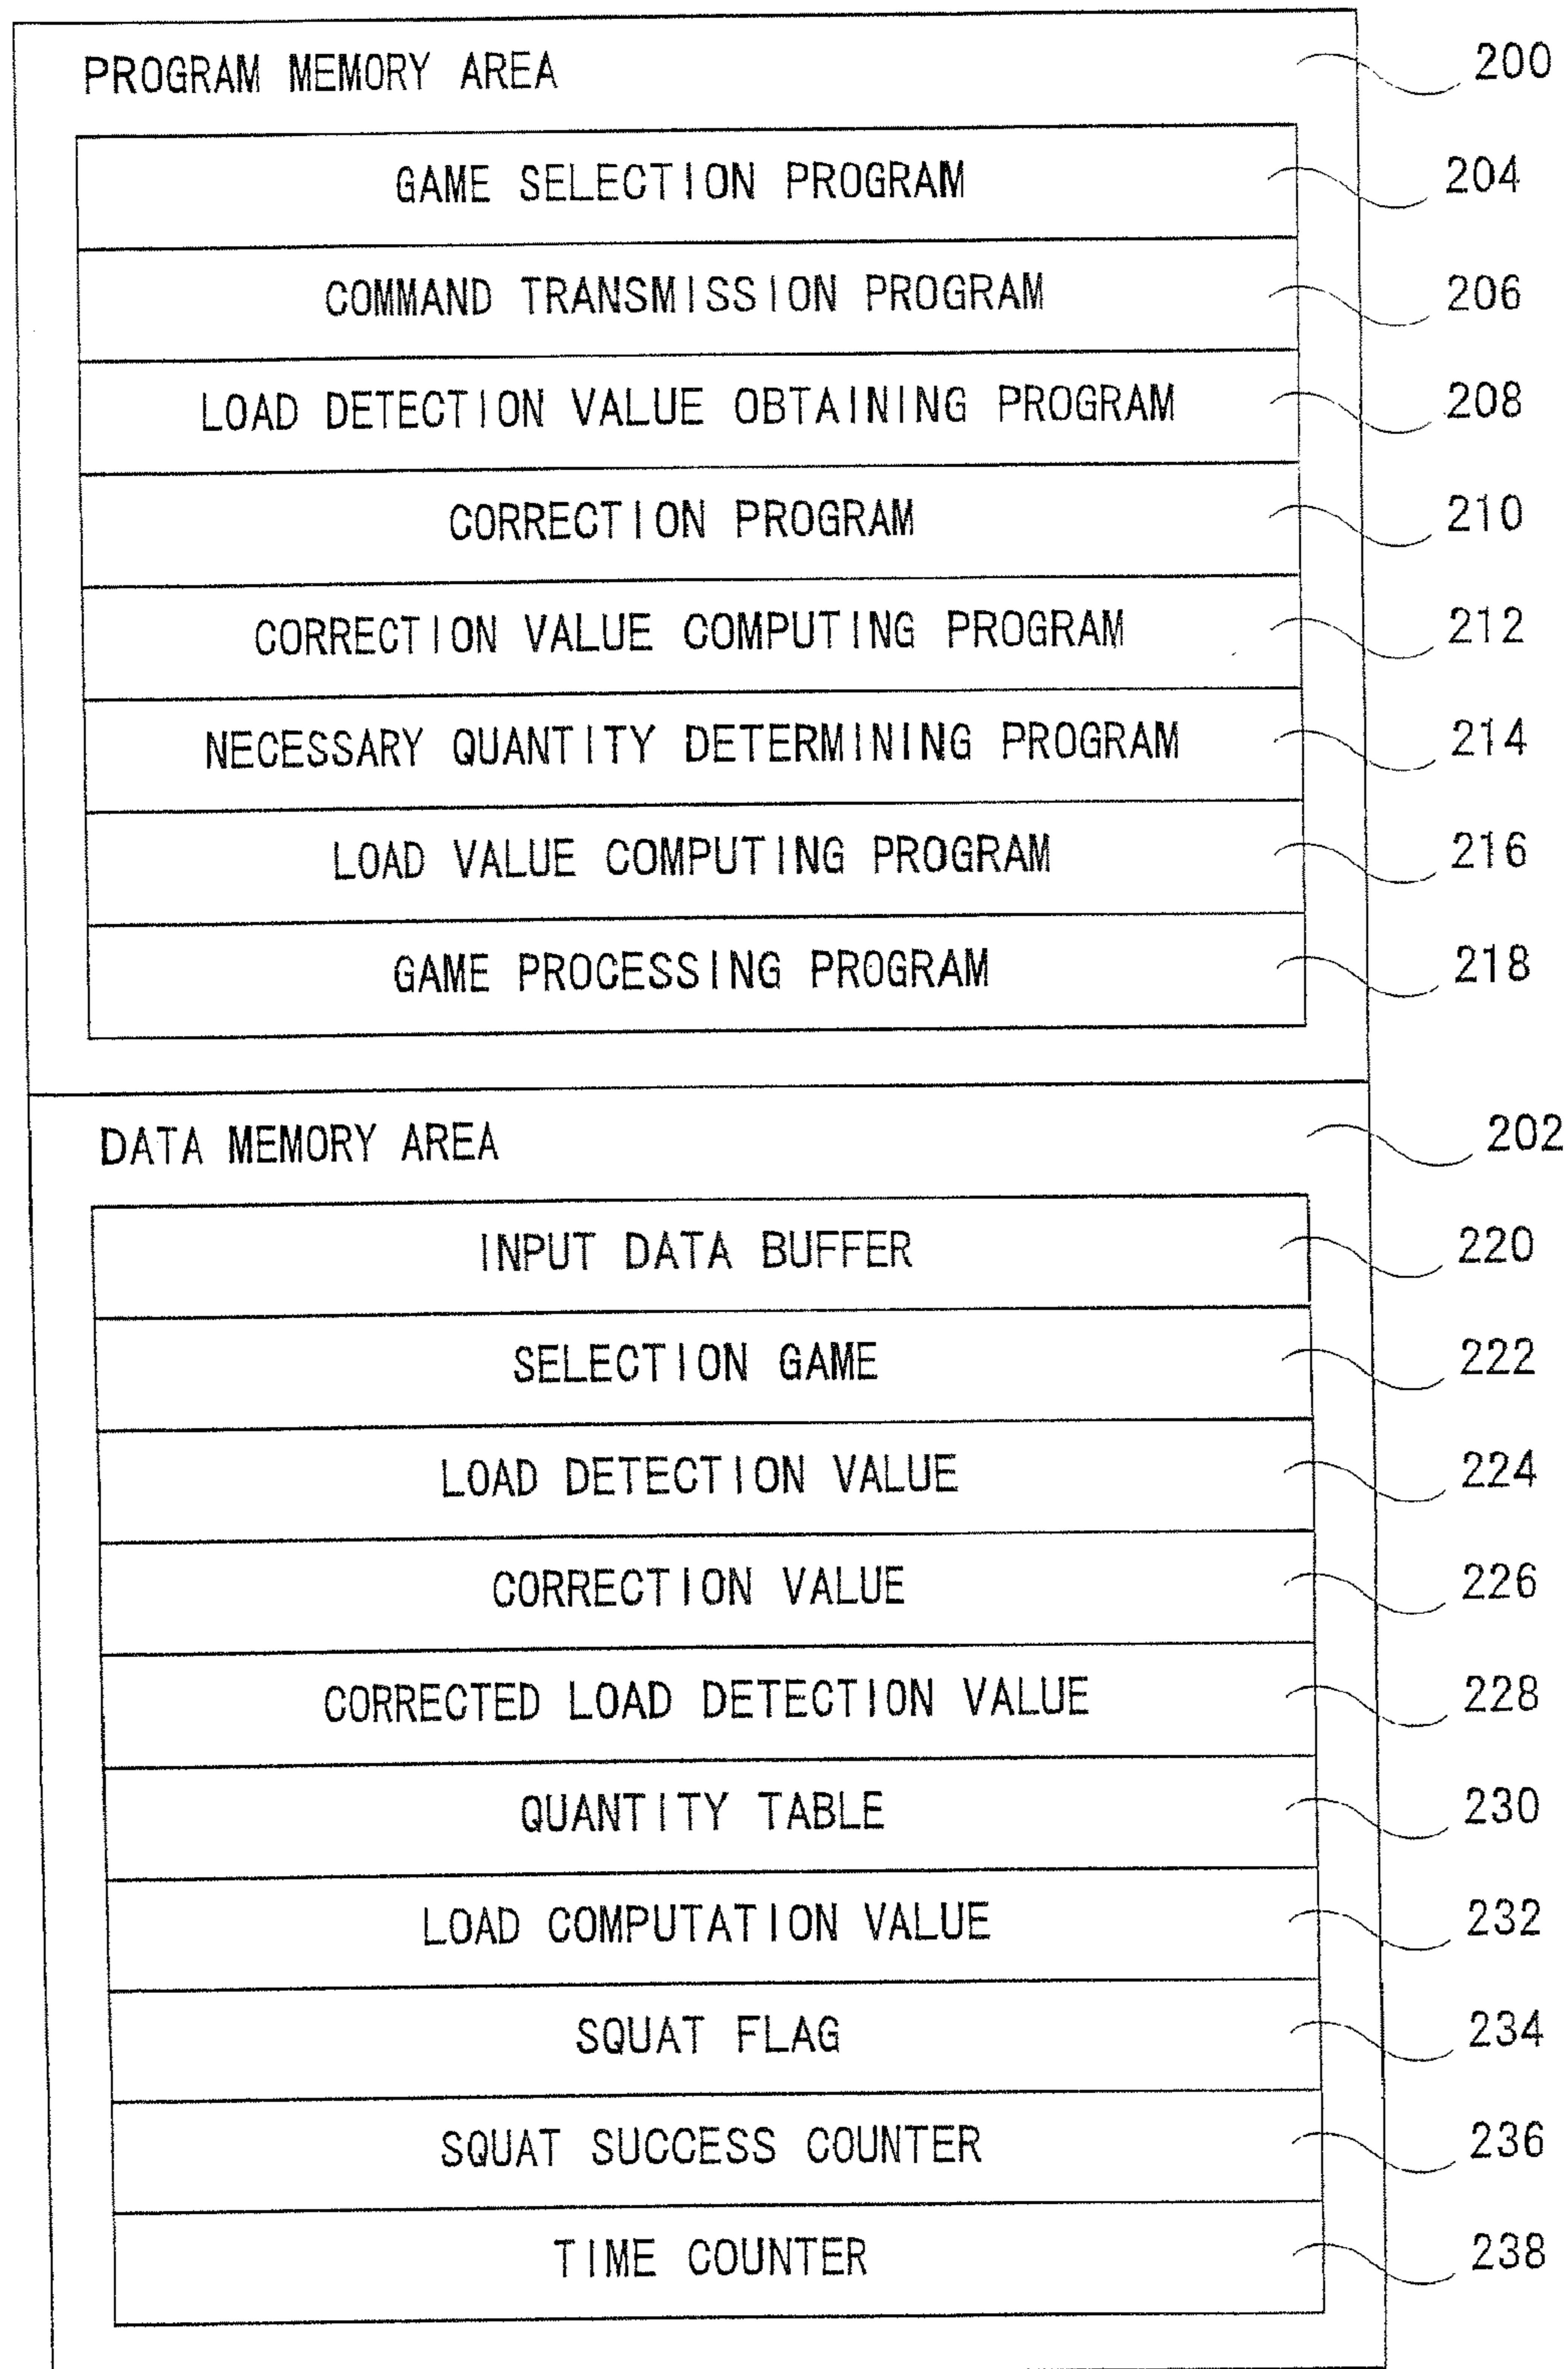 PROGRAM MEMORY AREA 200
GAME SELECTION PROGRAM 204
COMMAND TRANSMISSION PROGRAM 206
LOAD DETECTION VALUE OBTAINING PROGRAM 208
CORRECTION PROGRAM 210
CORRECTION VALUE COMPUTING PROGRAM 212
NECESSARY QUANTITY DETERMINING PROGRAM 214
LOAD VALUE COMPUTING PROGRAM 216
GAME PROCESSING PROGRAM 218
DATA MEMORY AREA 202
INPUT DATA BUFFER 220
SELECTION GAME 222
LOAD DETECTION VALUE 224
CORRECTION VALUE 226
CORRECTED LOAD DETECTION VALUE 228
QUANTITY TABLE 230
LOAD COMPUTATION VALUE 232
SQUAT FLAG 234
SQUAT SUCCESS COUNTER 236
TIME COUNTER 238